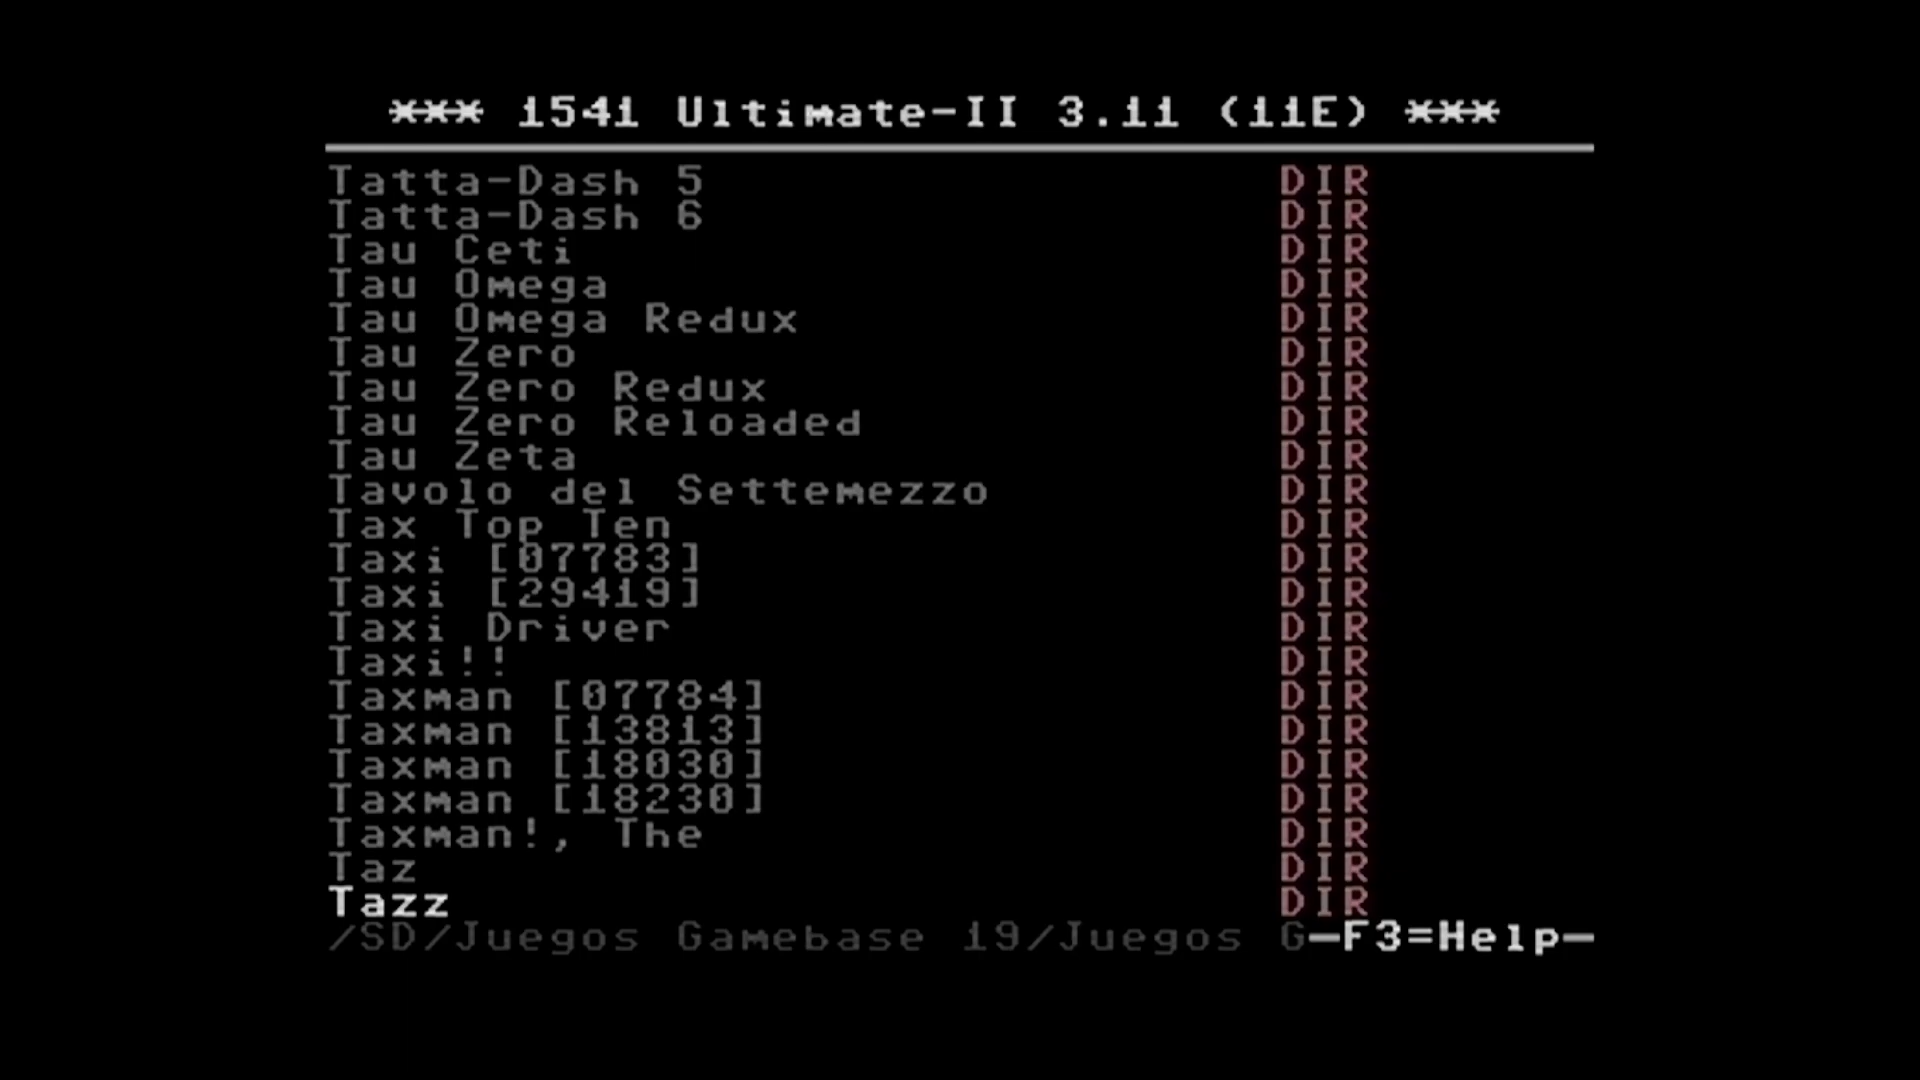 *** 1541 Ultimate-II 3.11 (11E) ***
Tatta-Dash 5 DIR
Tatta-Dash 6 DIR
Tau Ceti DIR
Tau Omega DIR
Tau Omega Redux DIR
Tau Zero DIR
Tau Zero Redux DIR
Tau Zero Reloaded DIR
Tau Zeta DIR
Tavolo del Settemezzo DIR
Tax Top Ten DIR
Taxi [07783] DIR
Taxi [29419] DIR
Taxi Driver DIR
Taxi!! DIR
Taxman [07784] DIR
Taxman [13813] DIR
Taxman [18030] DIR
Taxman [18230] DIR
Taxman!, The DIR
Taz DIR
Tazz DIR
/SD/Juegos Gamebase 19/Juegos G—F3=Help—